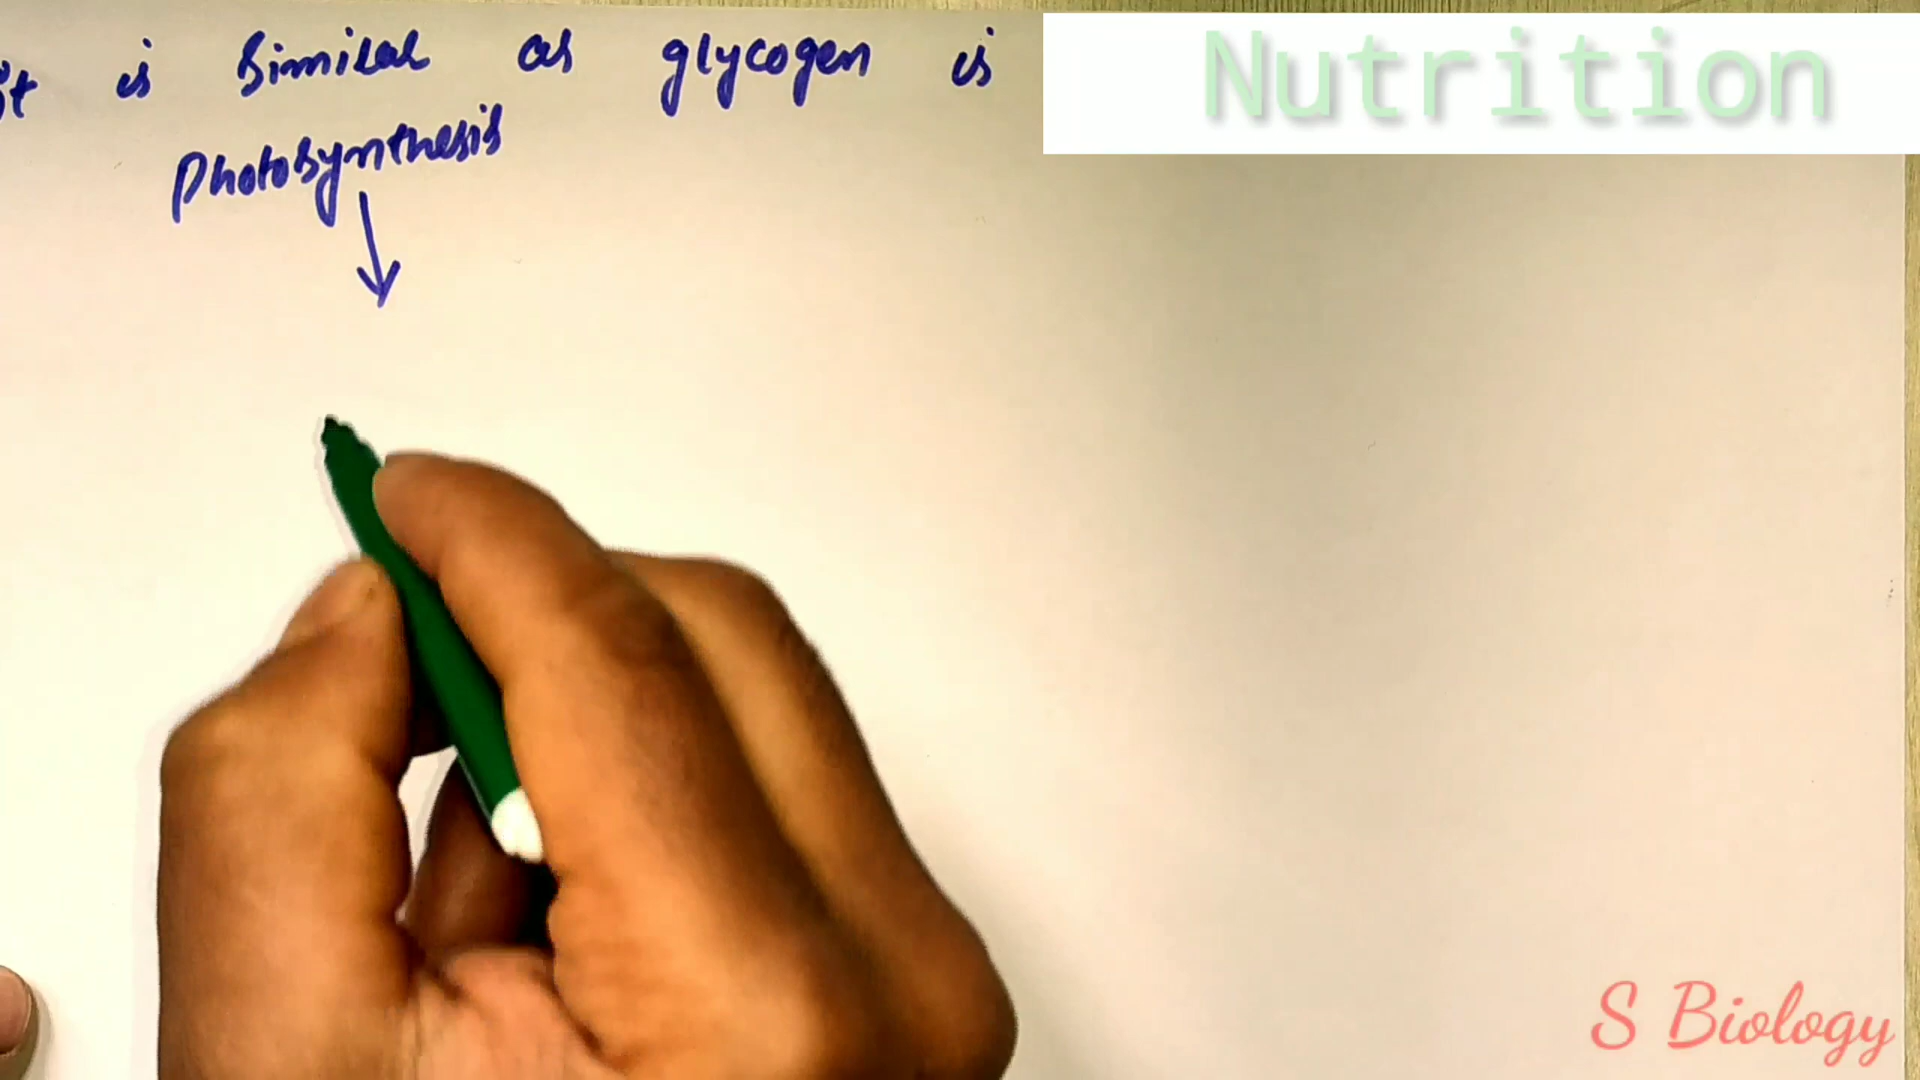 It is similar as glycogen is
Photosynthesis
Nutrition
S Biology